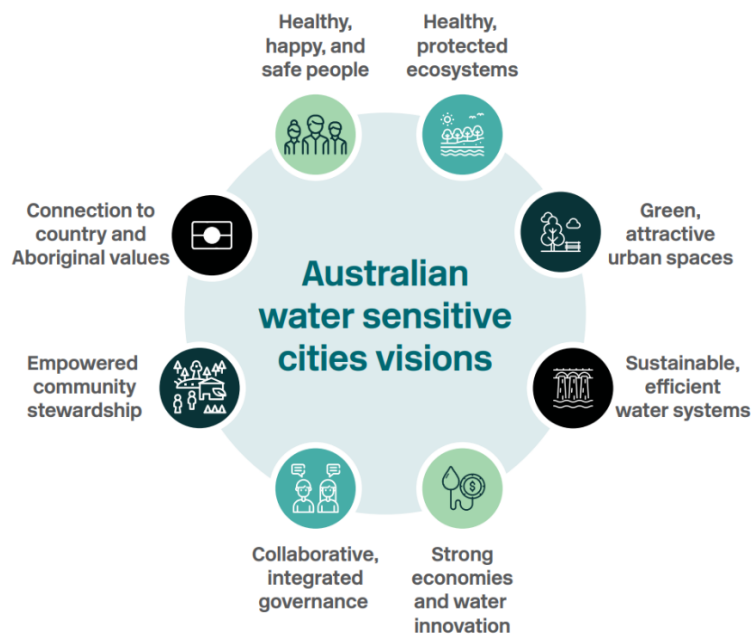 Healthy,
happy, and
safe people
Healthy,
protected
ecosystems
Connection to
country and
Aboriginal values
Green,
attractive
urban spaces
Australian
water sensitive
cities visions
Empowered
community
stewardship
Sustainable,
efficient
water systems
Collaborative,
integrated
governance
Strong
economies
and water
innovation
$